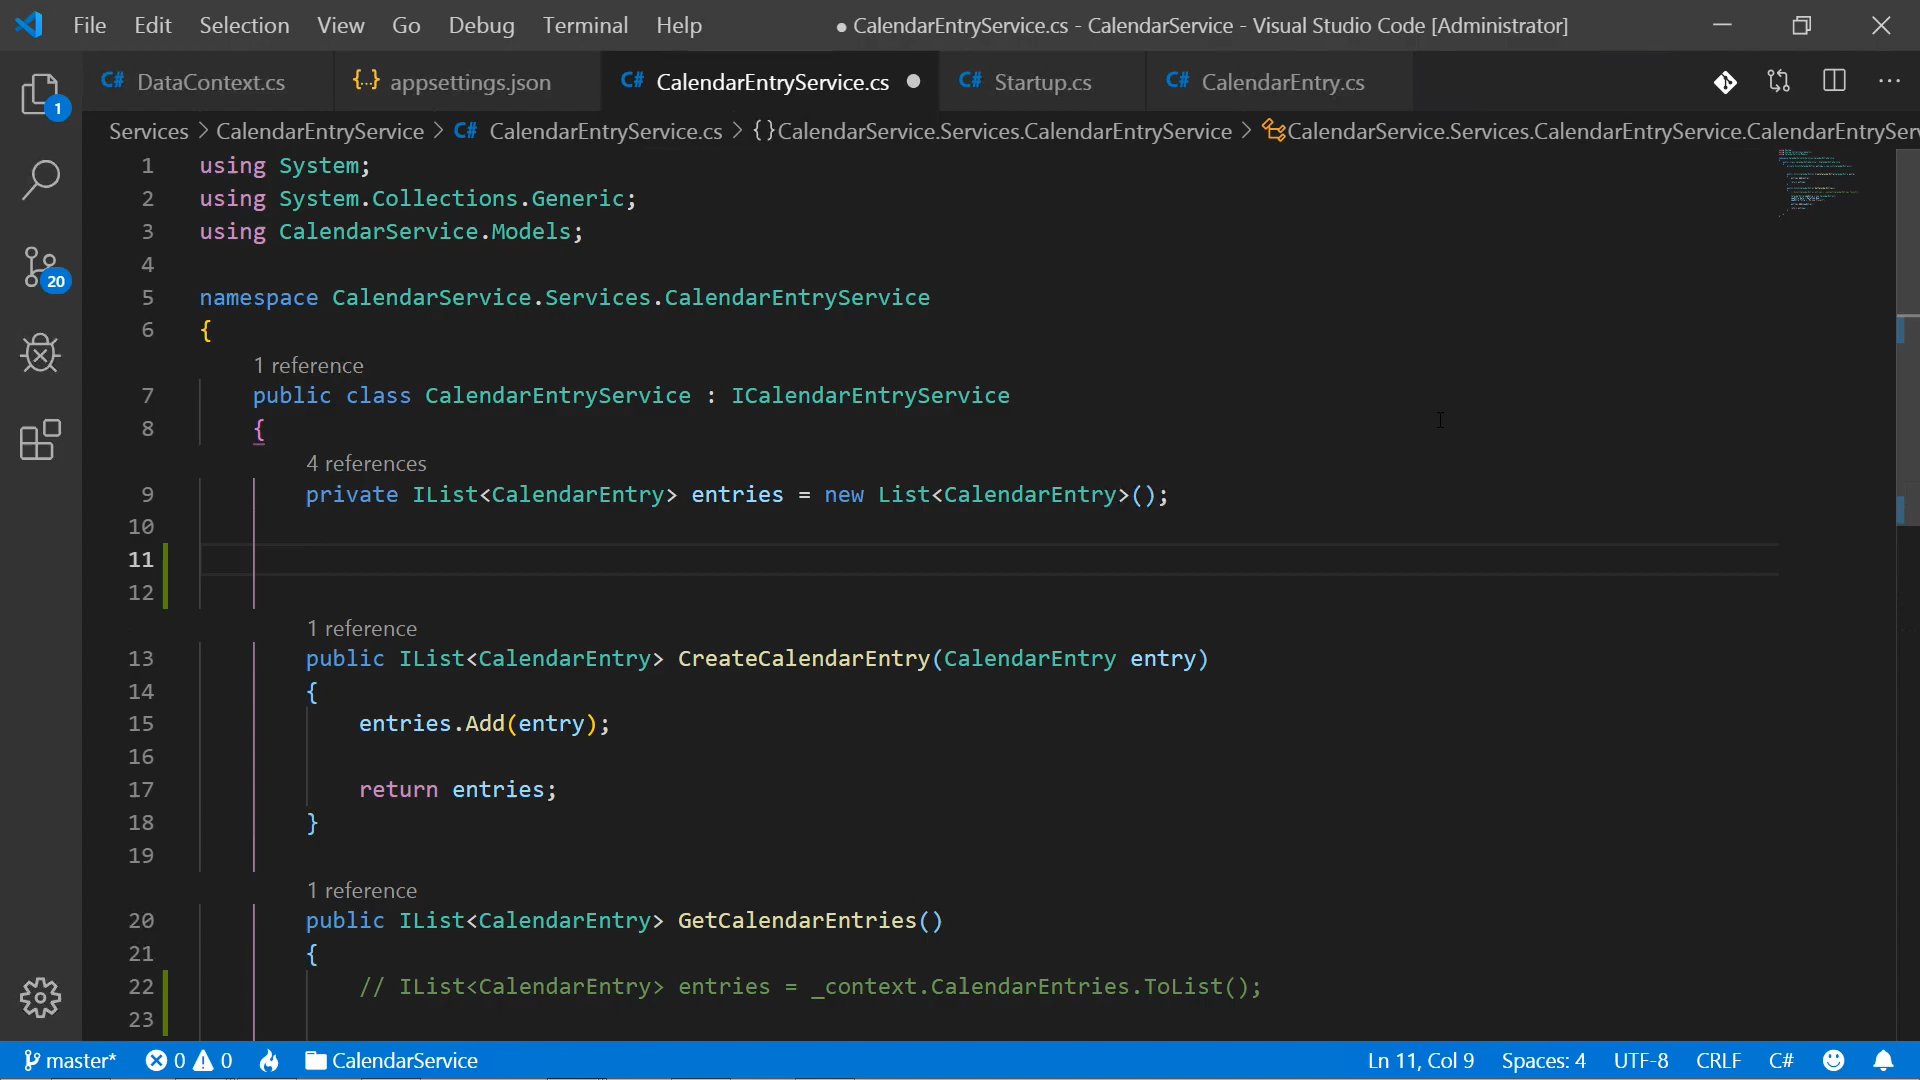 File Edit Selection View Go Debug Terminal Help ● CalendarEntryService.cs - CalendarService - Visual Studio Code [Administrator]
C# DataContext.cs {..} appsettings.json C# CalendarEntryService.cs ● C# Startup.cs C# CalendarEntry.cs ...
1
Services > CalendarEntryService > C# CalendarEntryService.cs > {} CalendarService.Services.CalendarEntryService > CalendarService.Services.CalendarEntryService.CalendarEntrySer
1 using System;
2 using System.Collections.Generic;
3 using CalendarService.Models;
4
20
5 namespace CalendarService.Services.CalendarEntryService
6 {
1 reference
7 public class CalendarEntryService : ICalendarEntryService
8 {
4 references
9 private IList<CalendarEntry> entries = new List<CalendarEntry>();
10
11
12
1 reference
13 public IList<CalendarEntry> CreateCalendarEntry(CalendarEntry entry)
14 {
15 entries.Add(entry);
16
17 return entries;
18 }
19
1 reference
20 public IList<CalendarEntry> GetCalendarEntries()
21 {
22 // IList<CalendarEntry> entries = _context.CalendarEntries.ToList();
23
master* 0 0 CalendarService Ln 11, Col 9 Spaces: 4 UTF-8 CRLF C#